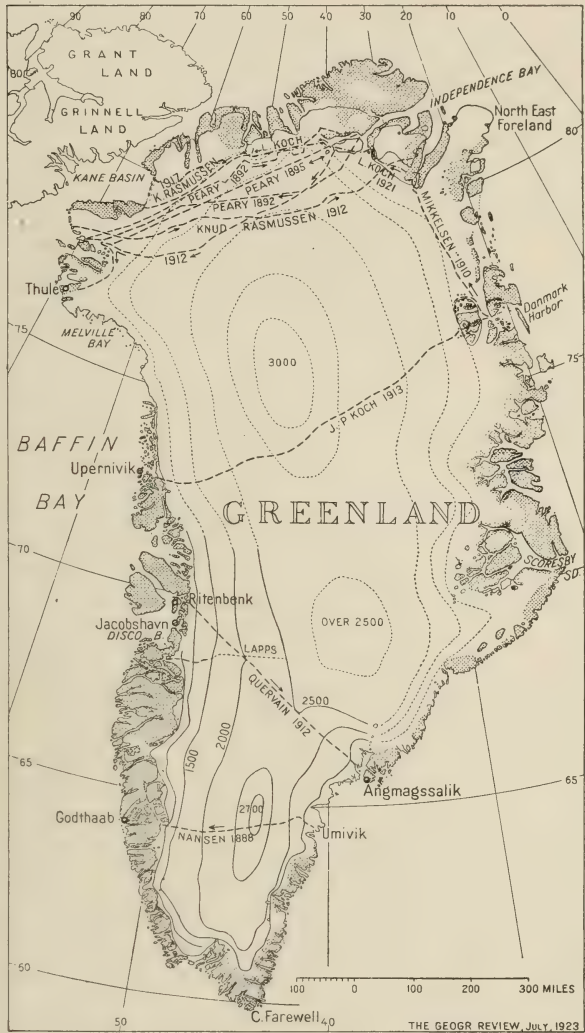 90
80
70
60
50
40
30
20
10
0
GRANT
LAND
80
GRINNELL
LAND
KANE BASIN
INDEPENDENCE BAY
North East
Foreland
80
L. KOCH
1917
K. RASMUSSEN
PEARY 1892
PEARY 1895
PEARY 1892
KNUD RASMUSSEN 1912
1912
L. KOCH
1921
MIKKELSEN 1910
Thule
75
MELVILLE
BAY
Danmark
Harbor
75
3000
J. P. KOCH 1913
BAFFIN
BAY
Upernivik
GREENLAND
70
SCORESBY
SD.
Ritenbenk
Jacobshavn
DISCO B.
OVER 2500
LAPPS
QUERVAIN
1912
2500
1500
2000
65
Angmagssalik
65
2700
Godthaab
NANSEN 1888
Umivik
50
100 0 100 200 300 MILES
C. Farewell
50
40
THE GEOGR REVIEW, JULY, 1923